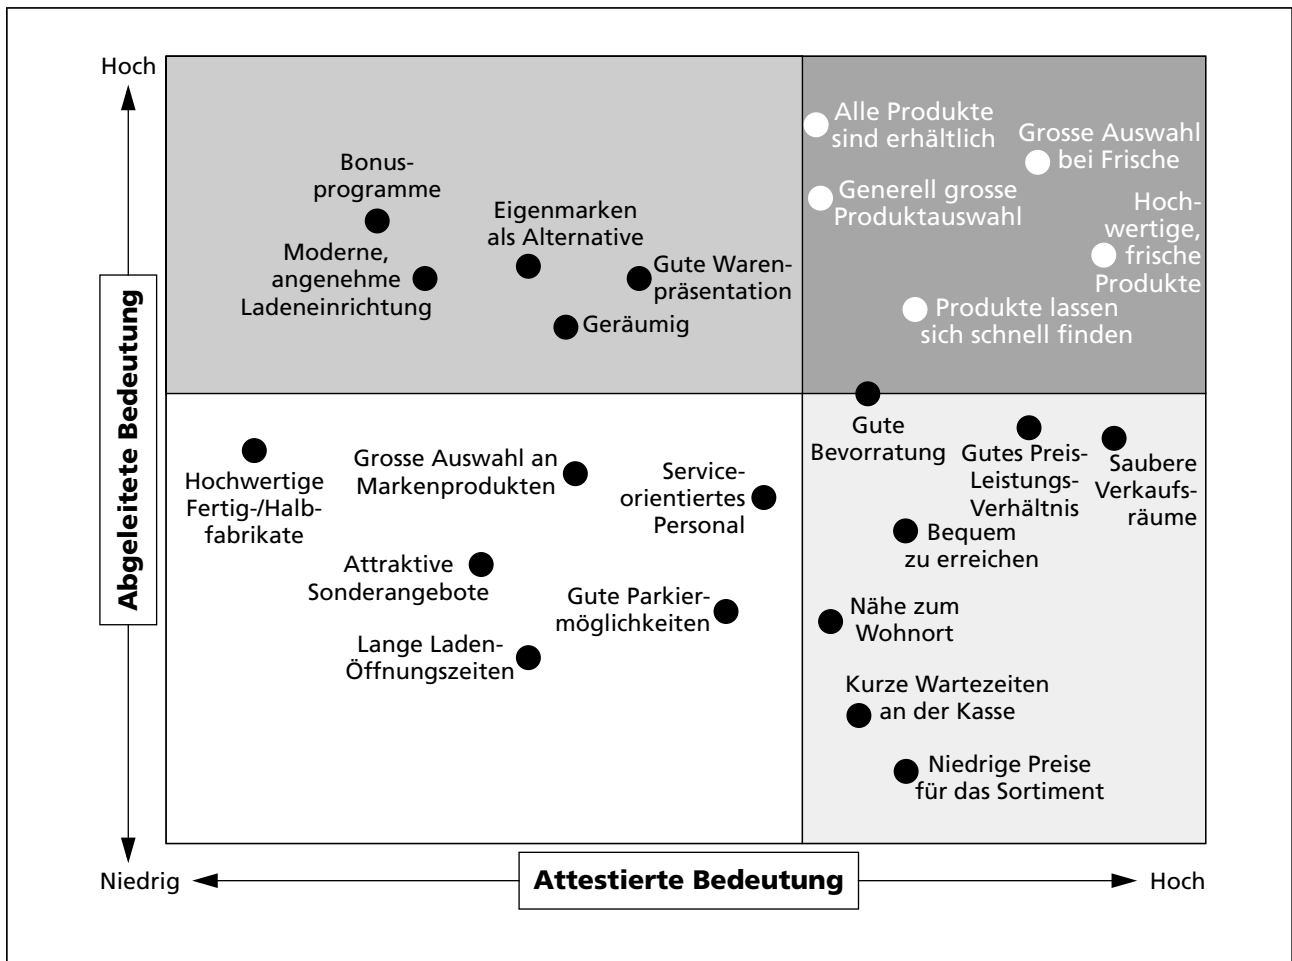 Hoch
Alle Produkte
sind erhältlich
Grosse Auswahl
bei Frische
Bonus-
programme
Generell grosse
Produktauswahl
Hoch-
wertige,
frische
Produkte
Eigenmarken
als Alternative
Moderne,
angenehme
Ladeneinrichtung
Gute Waren-
präsentation
Geräumig
Produkte lassen
sich schnell finden
Abgeleitete Bedeutung
Gute
Bevorratung
Gutes Preis-
Leistungs-
Verhältnis
Saubere
Verkaufs-
räume
Hochwertige
Fertig-/Halb-
fabrikate
Grosse Auswahl an
Markenprodukten
Service-
orientiertes
Personal
Bequem
zu erreichen
Attraktive
Sonderangebote
Gute Parkier-
möglichkeiten
Nähe zum
Wohnort
Lange Laden-
Öffnungszeiten
Kurze Wartezeiten
an der Kasse
Niedrige Preise
für das Sortiment
Niedrig
Attestierte Bedeutung
Hoch